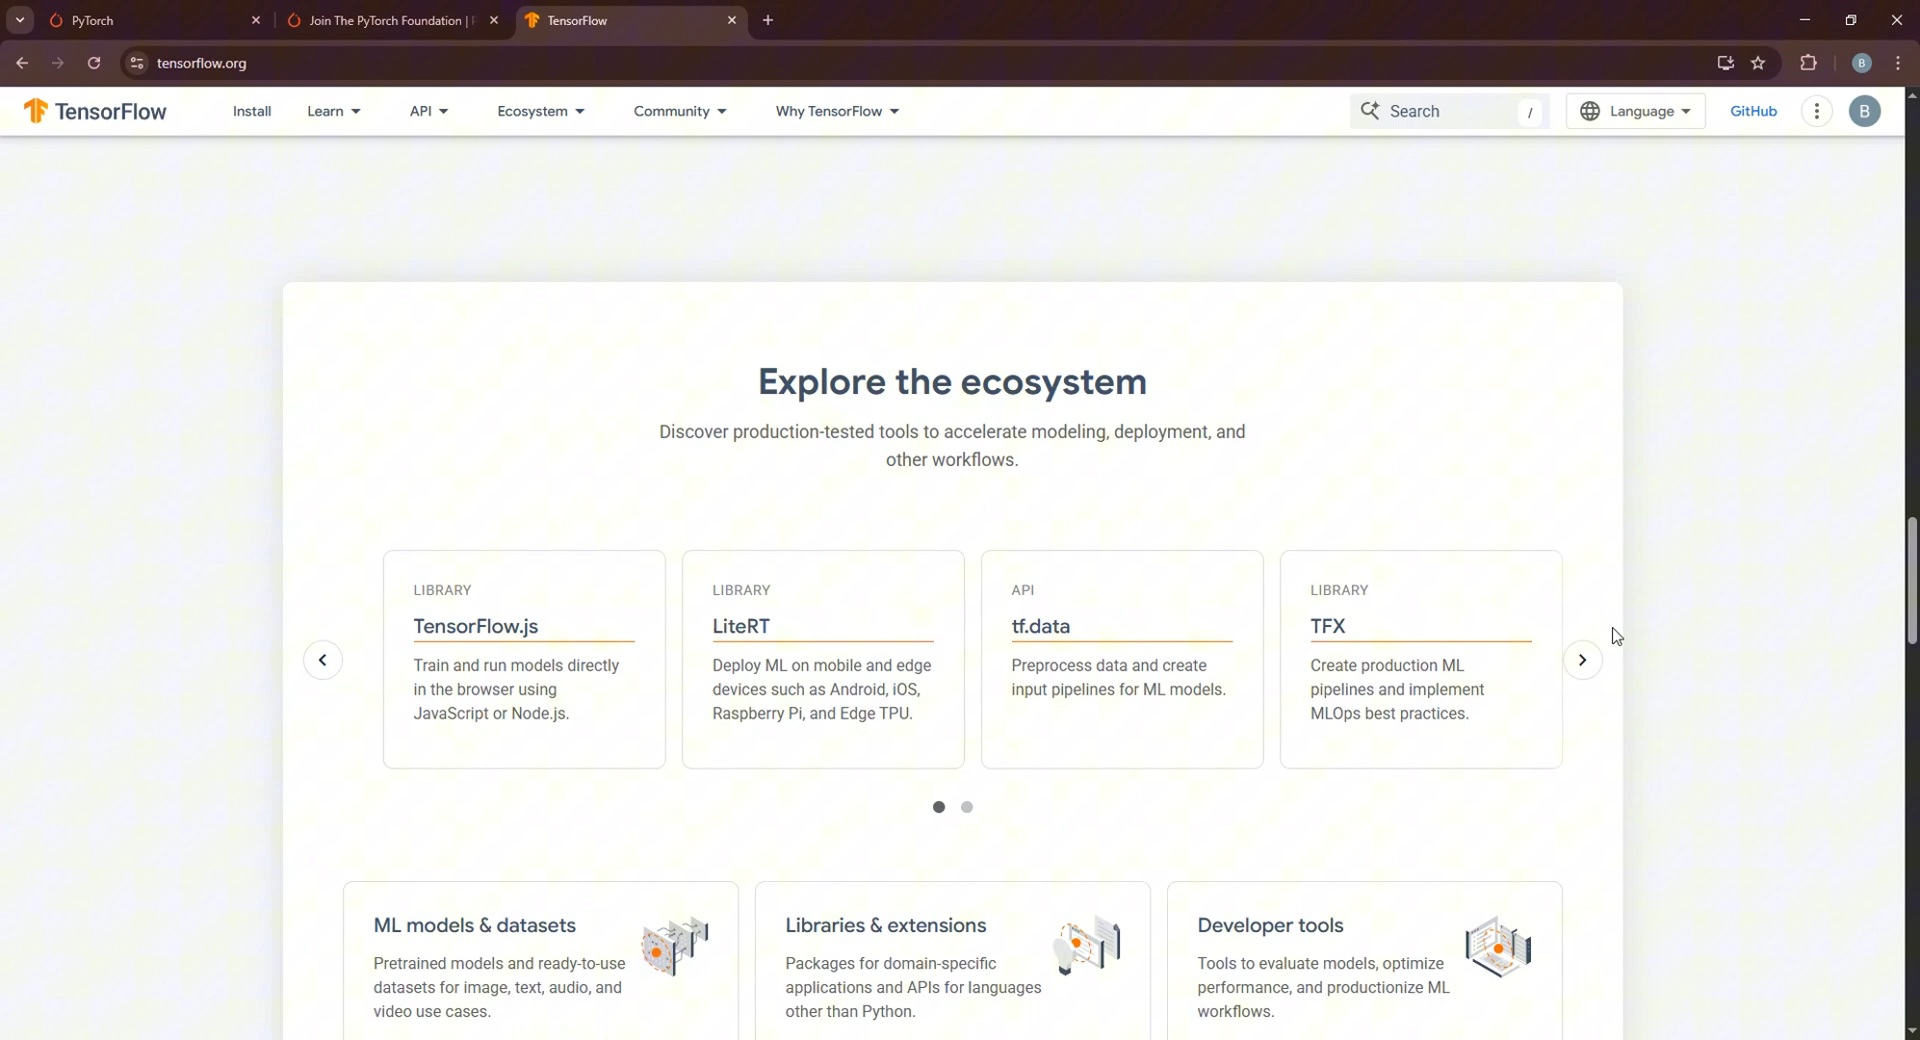 PyTorch
Join The PyTorch Foundation |
TensorFlow
tensorflow.org
B
TensorFlow
Install
Learn
API
Ecosystem
Community
Why TensorFlow
Search
/
Language
GitHub
B
Explore the ecosystem
Discover production-tested tools to accelerate modeling, deployment, and
other workflows.
LIBRARY
TensorFlow.js
Train and run models directly
in the browser using
JavaScript or Node.js.
LIBRARY
LiteRT
Deploy ML on mobile and edge
devices such as Android, iOS,
Raspberry Pi, and Edge TPU.
API
tf.data
Preprocess data and create
input pipelines for ML models.
LIBRARY
TFX
Create production ML
pipelines and implement
MLOps best practices.
ML models & datasets
Pretrained models and ready-to-use
datasets for image, text, audio, and
video use cases.
Libraries & extensions
Packages for domain-specific
applications and APIs for languages
other than Python.
Developer tools
Tools to evaluate models, optimize
performance, and productionize ML
workflows.